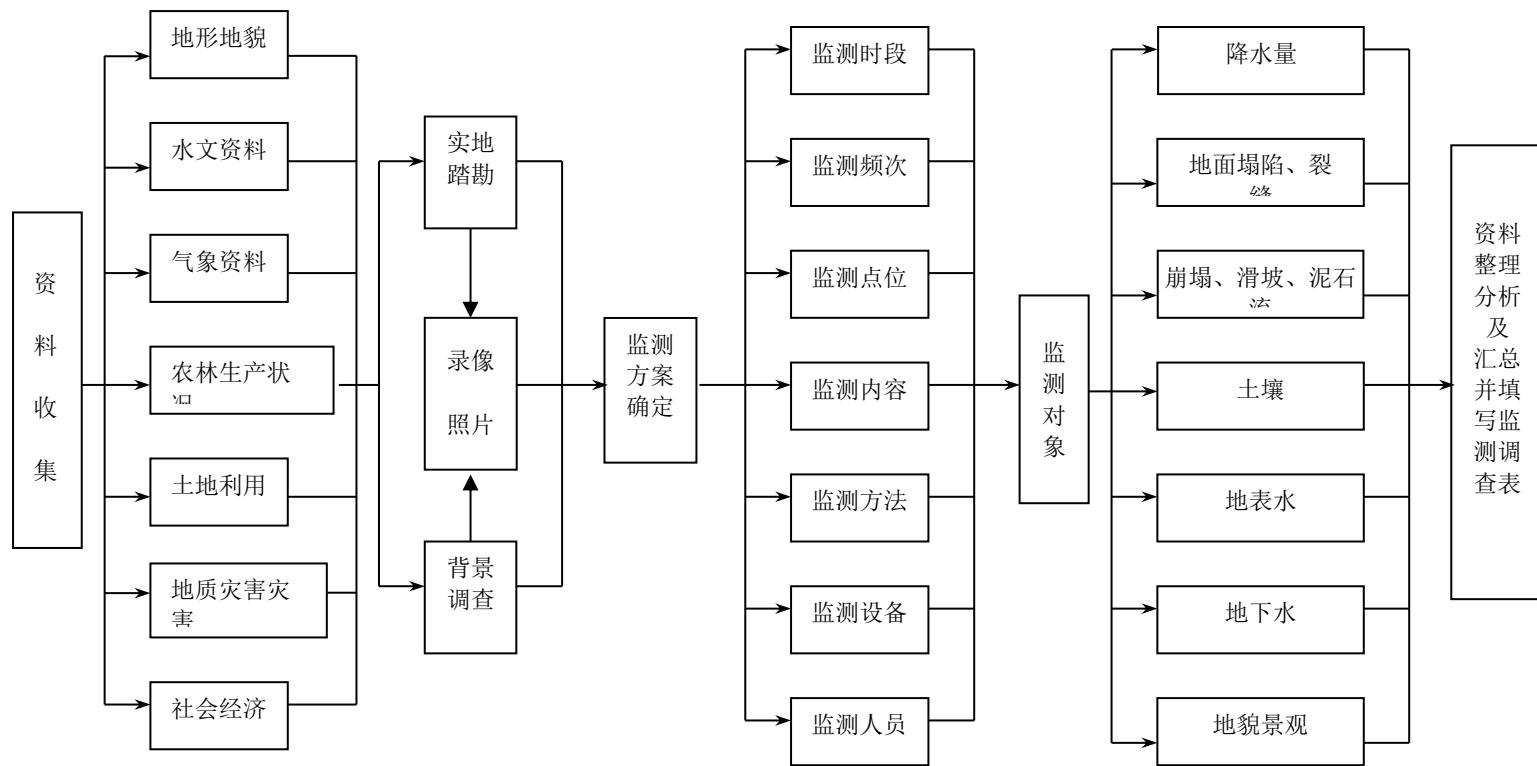 资
料
收
集
地形地貌
水文资料
气象资料
农林生产状
况
土地利用
地质灾害灾
害
社会经济
实地
踏勘
录像
照片
背景
调查
监测
方案
确定
监测时段
监测频次
监测点位
监测内容
监测方法
监测设备
监测人员
监
测
对
象
降水量
地面塌陷、裂
缝
崩塌、滑坡、泥石
流
土壤
地表水
地下水
地貌景观
资料
整理
分析
及
汇总
并填
写监
测调
查表